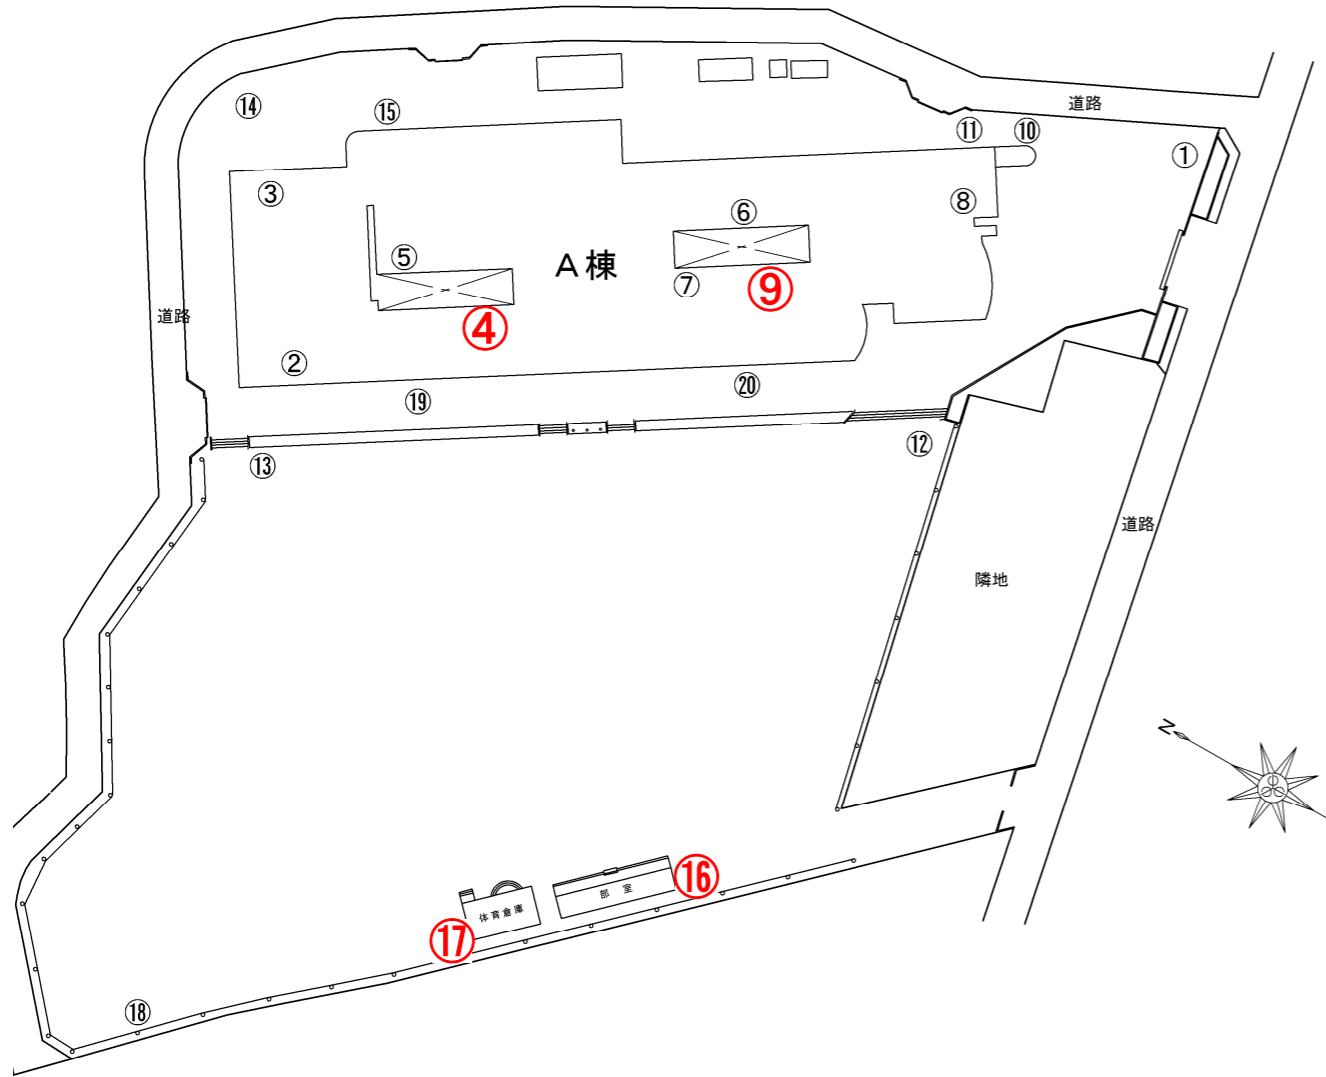 道路
⑭
⑮
⑪
⑩
①
③
⑧
⑥
⑤
A棟
⑦
⑨
道路
④
②
⑳
⑲
⑫
⑬
道路
隣地
N
部室
⑯
体育倉庫
⑰
⑱